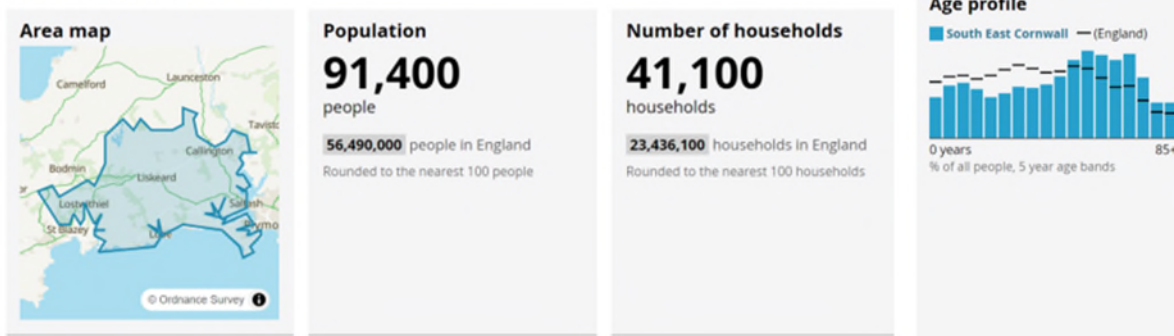 Area map
Camelford
Launceston
Tavistc
Callington
Bodmin
Liskeard
Lostwithiel
Saltash
St Blazey
Looe
Plymo
© Ordnance Survey
Population
91,400
people
56,490,000 people in England
Rounded to the nearest 100 people
Number of households
41,100
households
23,436,100 households in England
Rounded to the nearest 100 households
Age profile
South East Cornwall (England)
0 years 85+
% of all people, 5 year age bands